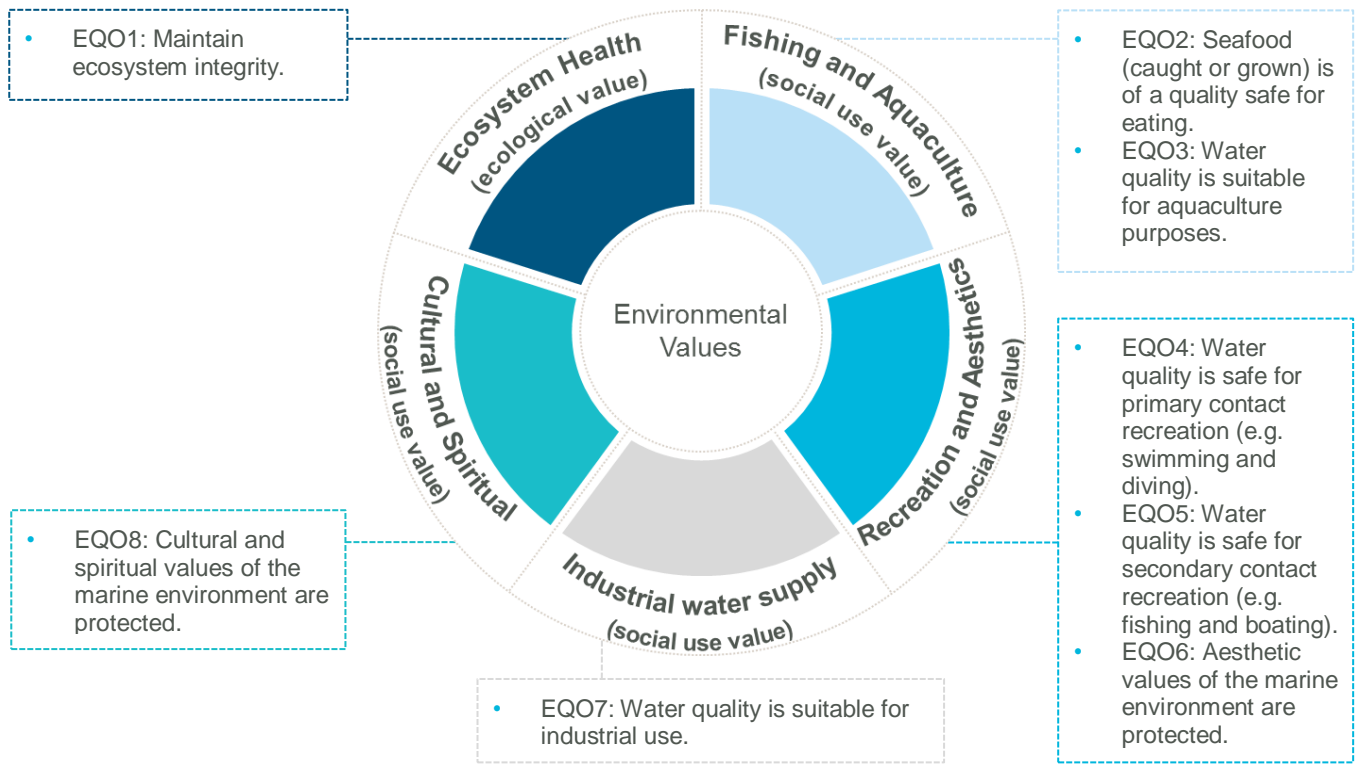 • EQO1: Maintain
ecosystem integrity.
Ecosystem Health
(ecological value)
Fishing and Aquaculture
(social use value)
• EQO2: Seafood
(caught or grown) is
of a quality safe for
eating.
• EQO3: Water
quality is suitable
for aquaculture
purposes.
Environmental
Values
Cultural and Spiritual
(social use value)
Recreation and Aesthetics
(social use value)
• EQO4: Water
quality is safe for
primary contact
recreation (e.g.
swimming and
diving).
• EQO5: Water
quality is safe for
secondary contact
recreation (e.g.
fishing and boating).
• EQO6: Aesthetic
values of the marine
environment are
protected.
• EQO8: Cultural and
spiritual values of the
marine environment are
protected.
Industrial water supply
(social use value)
• EQO7: Water quality is suitable for
industrial use.